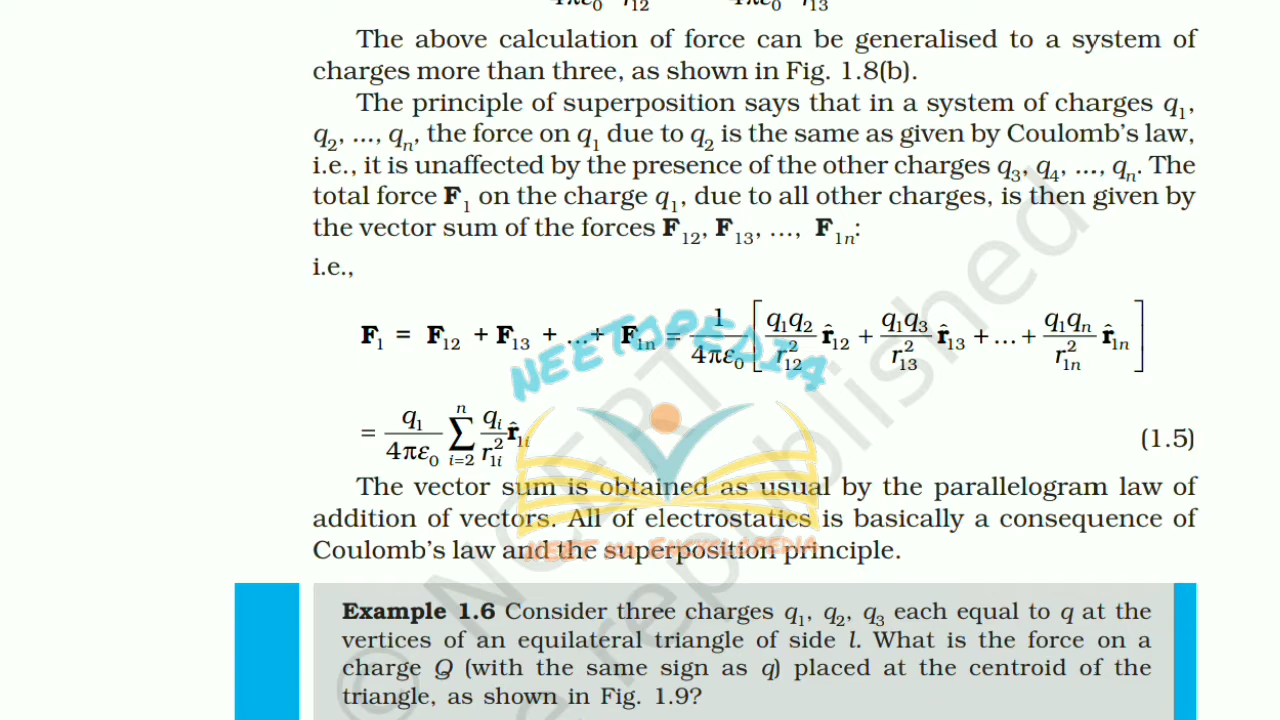 4πε₀ r₁₂ 4πε₀ r₁₃
The above calculation of force can be generalised to a system of
charges more than three, as shown in Fig. 1.8(b).
The principle of superposition says that in a system of charges q₁,
q₂, ..., qₙ, the force on q₁ due to q₂ is the same as given by Coulomb's law,
i.e., it is unaffected by the presence of the other charges q₃, q₄, ..., qₙ. The
total force F₁ on the charge q₁, due to all other charges, is then given by
the vector sum of the forces F₁₂, F₁₃, ..., F₁ₙ:
i.e.,
F₁ = F₁₂ + F₁₃ + ...+ F₁ₙ = 1/4πε₀ [ q₁q₂/r₁₂² r̂₁₂ + q₁q₃/r₁₃² r̂₁₃ + ... + q₁qₙ/r₁ₙ² r̂₁ₙ ]
NEETOPEDIA
= q₁/4πε₀ ∑ᵢ₌₂ⁿ qᵢ/r₁ᵢ² r̂₁ᵢ (1.5)
The vector sum is obtained as usual by the parallelogram law of
addition of vectors. All of electrostatics is basically a consequence of
Coulomb's law and the superposition principle.
Example 1.6 Consider three charges q₁, q₂, q₃ each equal to q at the
vertices of an equilateral triangle of side l. What is the force on a
charge Q (with the same sign as q) placed at the centroid of the
triangle, as shown in Fig. 1.9?
© NCERT
republished